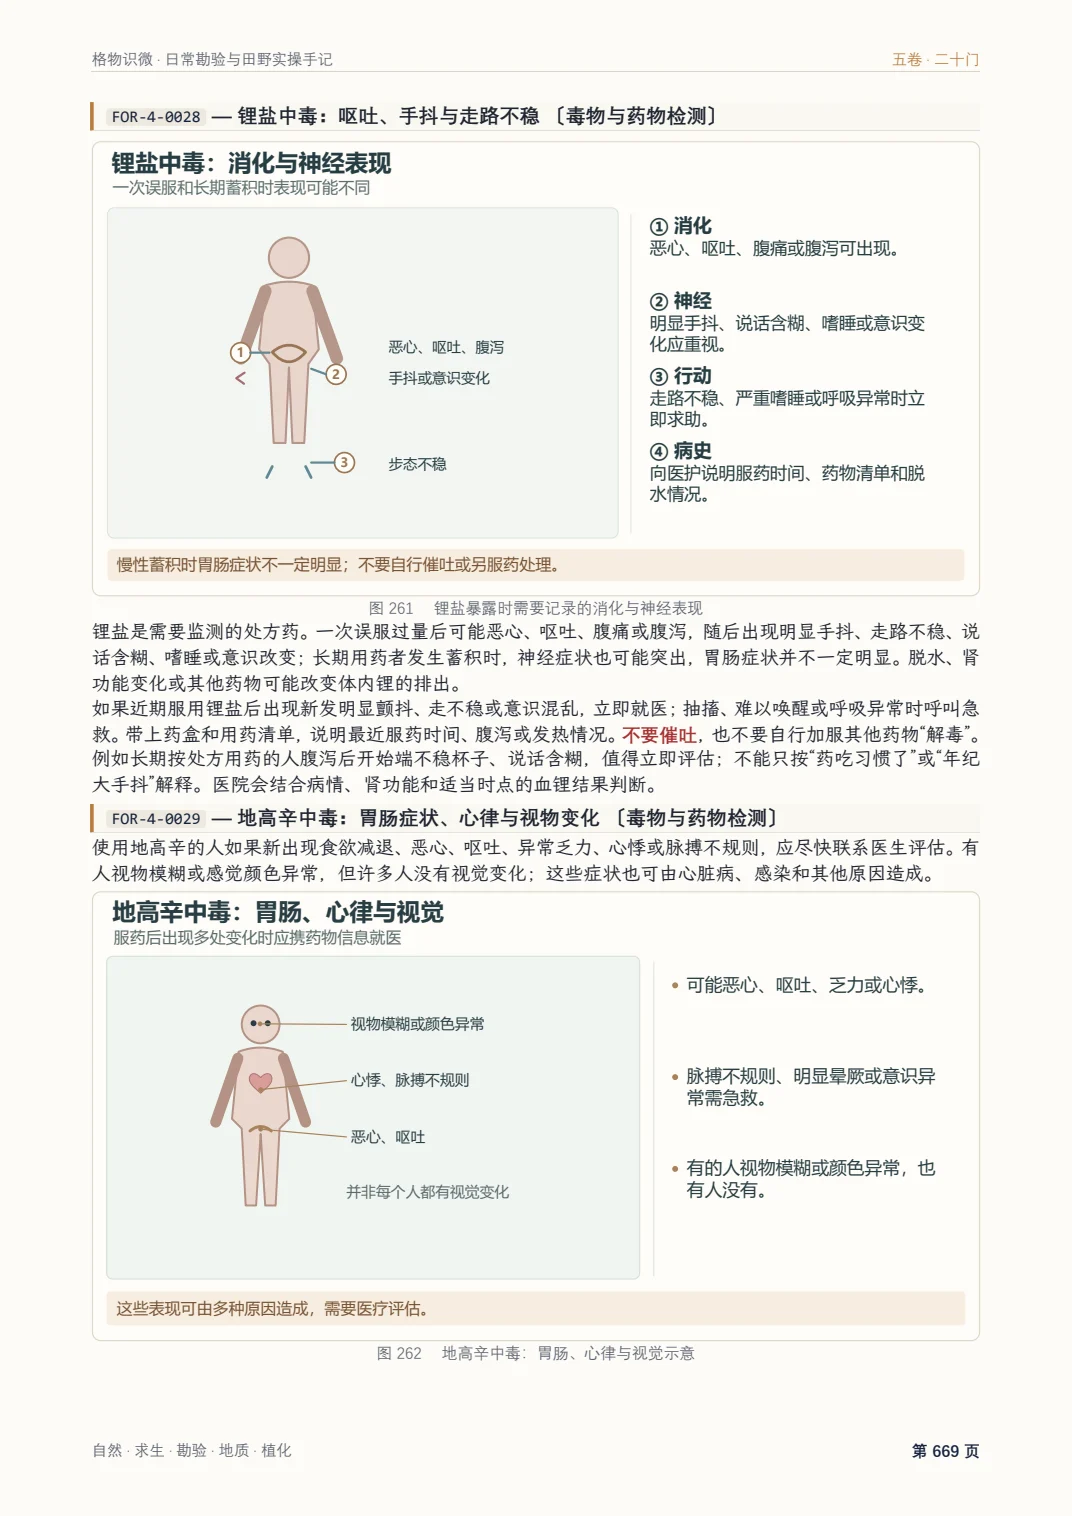 格物识微 · 日常勘验与田野实操手记
五卷 · 二十门
FOR-4-0028 — 锂盐中毒：呕吐、手抖与走路不稳 〔毒物与药物检测〕
锂盐中毒：消化与神经表现
一次误服和长期蓄积时表现可能不同
1
2
3
恶心、呕吐、腹泻
手抖或意识变化
步态不稳
① 消化
恶心、呕吐、腹痛或腹泻可出现。
② 神经
明显手抖、说话含糊、嗜睡或意识变
化应重视。
③ 行动
走路不稳、严重嗜睡或呼吸异常时立
即求助。
④ 病史
向医护说明服药时间、药物清单和脱
水情况。
慢性蓄积时胃肠症状不一定明显；不要自行催吐或另服药处理。
图 261 锂盐暴露时需要记录的消化与神经表现
锂盐是需要监测的处方药。一次误服过量后可能恶心、呕吐、腹痛或腹泻，随后出现明显手抖、走路不稳、说
话含糊、嗜睡或意识改变；长期用药者发生蓄积时，神经症状也可能突出，胃肠症状并不一定明显。脱水、肾
功能变化或其他药物可能改变体内锂的排出。
如果近期服用锂盐后出现新发明显颤抖、走不稳或意识混乱，立即就医；抽搐、难以唤醒或呼吸异常时呼叫急
救。带上药盒和用药清单，说明最近服药时间、腹泻或发热情况。不要催吐，也不要自行加服其他药物“解毒”。
例如长期按处方用药的人腹泻后开始端不稳杯子、说话含糊，值得立即评估；不能只按“药吃习惯了”或“年纪
大手抖”解释。医院会结合病情、肾功能和适当时点的血锂结果判断。
FOR-4-0029 — 地高辛中毒：胃肠症状、心律与视物变化 〔毒物与药物检测〕
使用地高辛的人如果新出现食欲减退、恶心、呕吐、异常乏力、心悸或脉搏不规则，应尽快联系医生评估。有
人视物模糊或感觉颜色异常，但许多人没有视觉变化；这些症状也可由心脏病、感染和其他原因造成。
地高辛中毒：胃肠、心律与视觉
服药后出现多处变化时应携药物信息就医
视物模糊或颜色异常
心悸、脉搏不规则
恶心、呕吐
并非每个人都有视觉变化
• 可能恶心、呕吐、乏力或心悸。
• 脉搏不规则、明显晕厥或意识异
常需急救。
• 有的人视物模糊或颜色异常，也
有人没有。
这些表现可由多种原因造成，需要医疗评估。
图 262 地高辛中毒：胃肠、心律与视觉示意
自然 · 求生 · 勘验 · 地质 · 植化
第 669 页